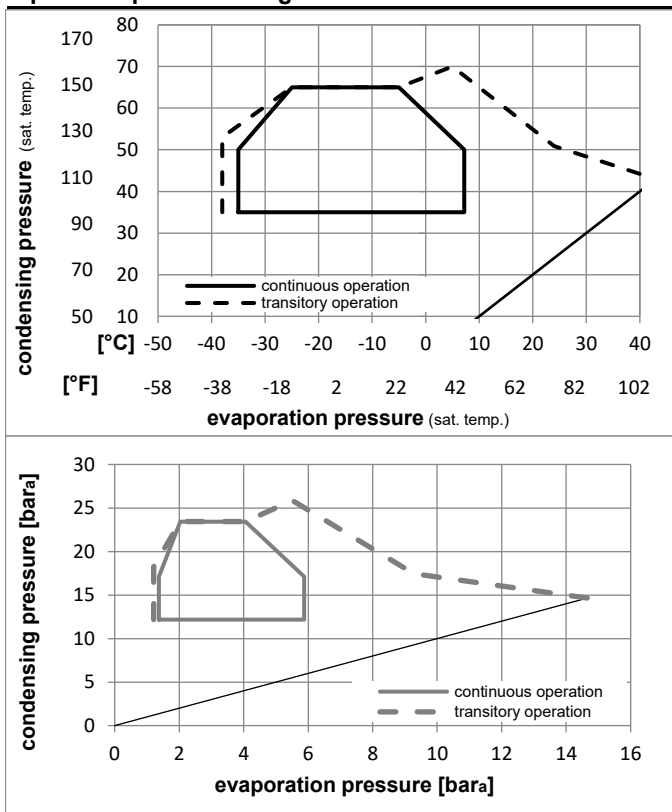 170
150
130
110
90
70
50
condensing pressure (sat. temp.)
80
70
60
50
40
30
20
10
continuous operation
transitory operation
[°C] -50 -40 -30 -20 -10 0 10 20 30 40
[°F] -58 -38 -18 2 22 42 62 82 102
evaporation pressure (sat. temp.)
condensing pressure [bara]
30
25
20
15
10
5
0
continuous operation
transitory operation
0 2 4 6 8 10 12 14 16
evaporation pressure [bara]